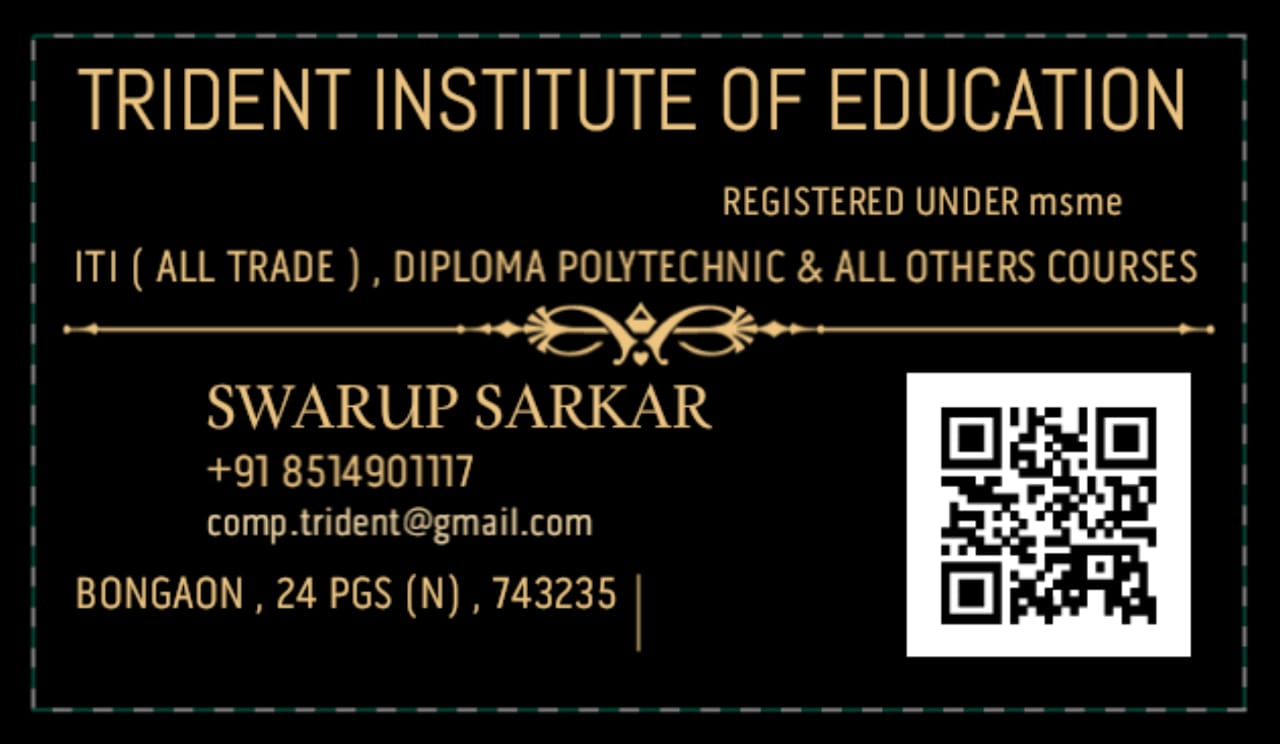 TRIDENT INSTITUTE OF EDUCATION
REGISTERED UNDER msme
ITI ( ALL TRADE ) , DIPLOMA POLYTECHNIC & ALL OTHERS COURSES
SWARUP SARKAR
+91 8514901117
comp.trident@gmail.com
BONGAON , 24 PGS (N) , 743235